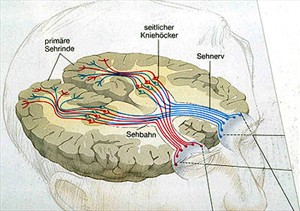 seitlicher
Kniehöcker
primäre
Sehrinde
Sehnerv
Sehbahn